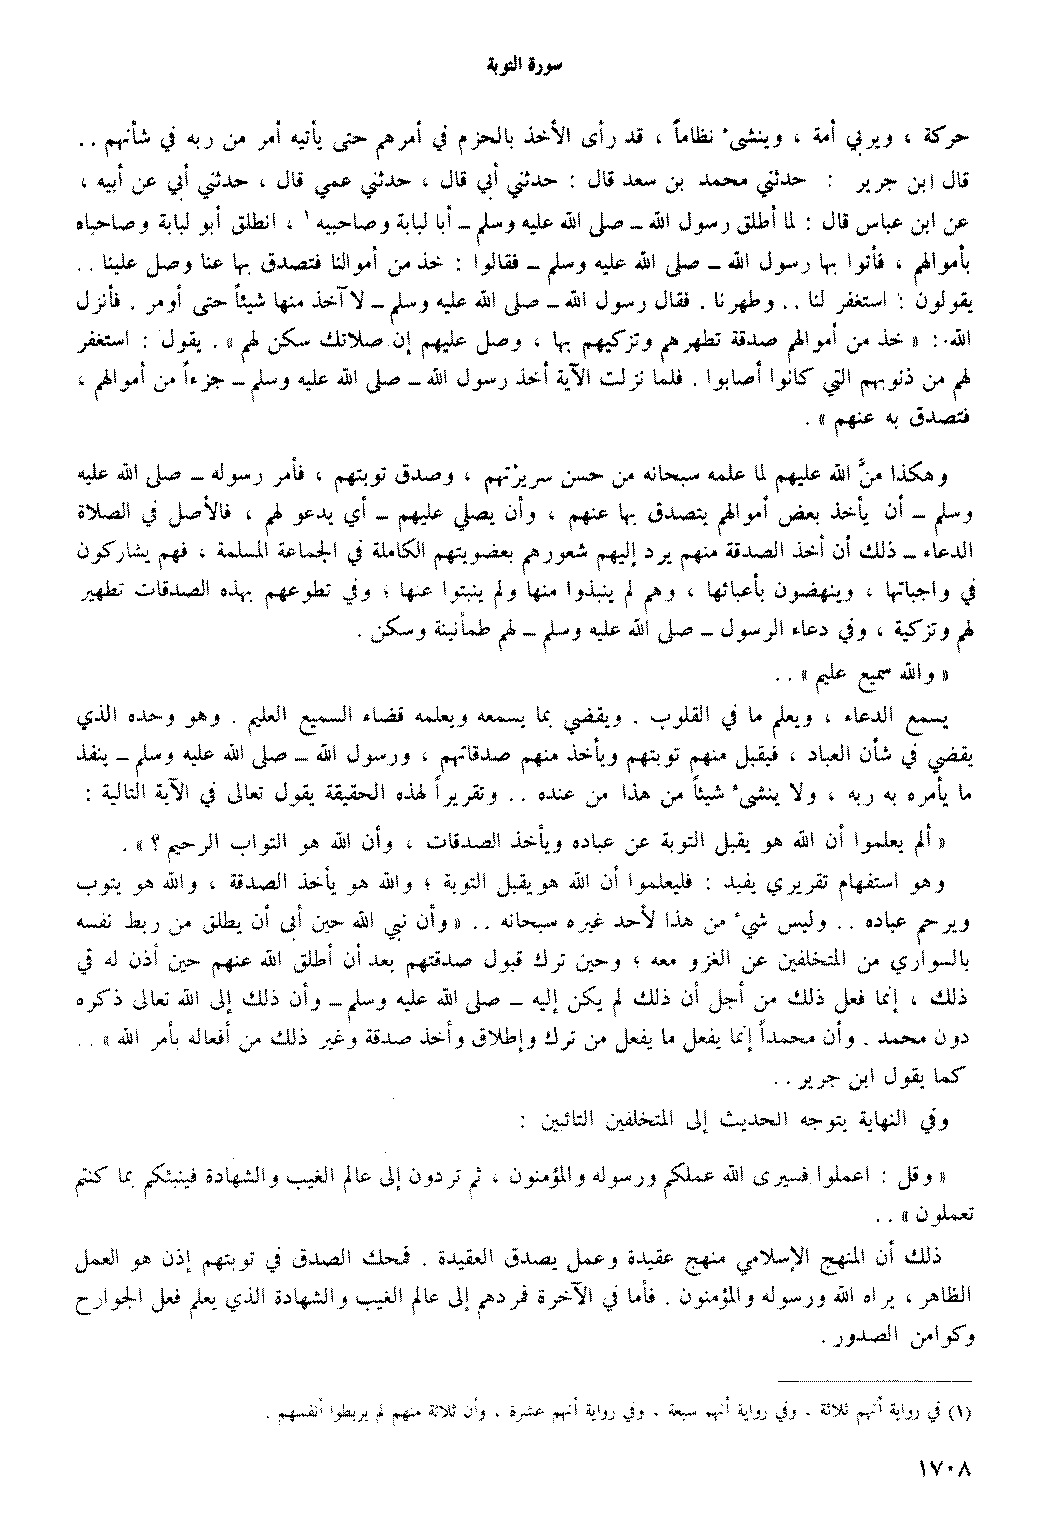 سورة التوبة
حركة ، ويربي أمة ، وينشىء نظاماً ، قد رأى الأخذ بالحزم في أمرهم حتى يأتيه أمر من ربه في شأنهم ..
قال ابن جرير : حدثني محمد بن سعد قال : حدثني أبي قال ، حدثني عمي قال ، حدثني أبي عن أبيه ،
عن ابن عباس قال : لما أطلق رسول الله – صلى الله عليه وسلم – أبا لبابة وصاحبيه ١ ، انطلق أبو لبابة وصاحباه
بأموالهم ، فأتوا بها رسول الله – صلى الله عليه وسلم – فقالوا : خذ من أموالنا فتصدق بها عنا وصل علينا ..
يقولون : استغفر لنا .. وطهرنا . فقال رسول الله – صلى الله عليه وسلم – لا آخذ منها شيئاً حتى أومر . فأنزل
الله : « خذ من أموالهم صدقة تطهرهم وتزكيهم بها ، وصل عليهم إن صلاتك سكن لهم » . يقول : استغفر
لهم من ذنوبهم التي كانوا أصابوا . فلما نزلت الآية أخذ رسول الله – صلى الله عليه وسلم – جزءاً من أموالهم ،
فتصدق به عنهم » .
وهكذا منَّ الله عليهم لما علمه سبحانه من حسن سريرتهم ، وصدق توبتهم ، فأمر رسوله – صلى الله عليه
وسلم – أن يأخذ بعض أموالهم يتصدق بها عنهم ، وأن يصلي عليهم – أي يدعو لهم ، فالأصل في الصلاة
الدعاء – ذلك أن أخذ الصدقة منهم يرد إليهم شعورهم بعضويتهم الكاملة في الجماعة المسلمة ، فهم يشاركون
في واجباتها ، وينهضون بأعبائها ، وهم لم ينبذوا منها ولم ينبتوا عنها ؛ وفي تطوعهم بهذه الصدقات تطهير
لهم وتزكية ، وفي دعاء الرسول – صلى الله عليه وسلم – لهم طمأنينة وسكن .
« والله سميع عليم » ..
يسمع الدعاء ، ويعلم ما في القلوب . ويقضي بما يسمعه ويعلمه قضاء السميع العليم . وهو وحده الذي
يقضي في شأن العباد ، فيقبل منهم توبتهم ويأخذ منهم صدقاتهم ، ورسول الله – صلى الله عليه وسلم – ينفذ
ما يأمره به ربه ، ولا ينشىء شيئاً من هذا من عنده .. وتقريراً لهذه الحقيقة يقول تعالى في الآية التالية :
« ألم يعلموا أن الله هو يقبل التوبة عن عباده ويأخذ الصدقات ، وأن الله هو التواب الرحيم ؟ » .
وهو استفهام تقريري يفيد : فليعلموا أن الله هو يقبل التوبة ؛ والله هو يأخذ الصدقة ، والله هو يتوب
ويرحم عباده .. وليس شيء من هذا لأحد غيره سبحانه .. « وأن نبي الله حين أبى أن يطلق من ربط نفسه
بالسواري من المتخلفين عن الغزو معه ؛ وحين ترك قبول صدقتهم بعد أن أطلق الله عنهم حين أذن له في
ذلك ، إنما فعل ذلك من أجل أن ذلك لم يكن إليه – صلى الله عليه وسلم – وأن ذلك إلى الله تعالى ذكره
دون محمد . وأن محمداً إنما يفعل ما يفعل من ترك وإطلاق وأخذ صدقة وغير ذلك من أفعاله بأمر الله » ..
كما يقول ابن جرير ..
وفي النهاية يتوجه الحديث إلى المتخلفين التائبين :
« وقل : اعملوا فسيرى الله عملكم ورسوله والمؤمنون ، ثم تردون إلى عالم الغيب والشهادة فينبئكم بما كنتم
تعملون » ..
ذلك أن المنهج الإسلامي منهج عقيدة وعمل يصدق العقيدة . فمحك الصدق في توبتهم إذن هو العمل
الظاهر ، يراه الله ورسوله والمؤمنون . فأما في الآخرة فمردهم إلى عالم الغيب والشهادة الذي يعلم فعل الجوارح
وكوامن الصدور .
(١) في رواية أنهم ثلاثة . وفي رواية أنهم سبعة . وفي رواية أنهم عشرة ، وأن ثلاثة منهم لم يربطوا أنفسهم .
١٧٠٨